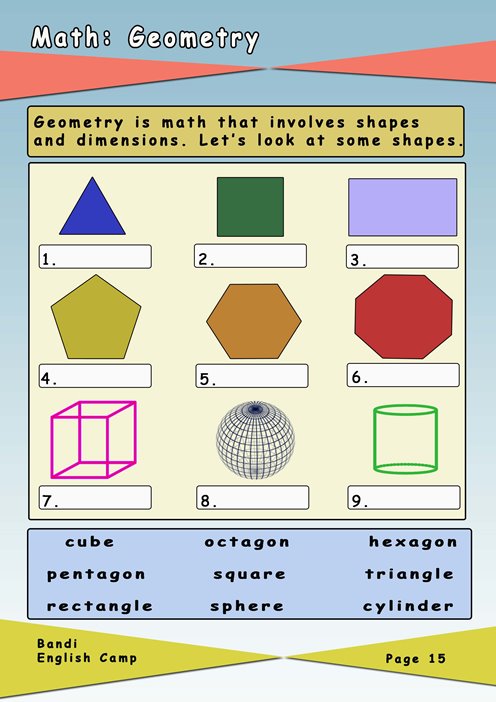 Math: Geometry
Geometry is math that involves shapes
and dimensions. Let's look at some shapes.
1. 2. 3.
4. 5. 6.
7. 8. 9.
cube octagon hexagon
pentagon square triangle
rectangle sphere cylinder
Bandi
English Camp
Page 15